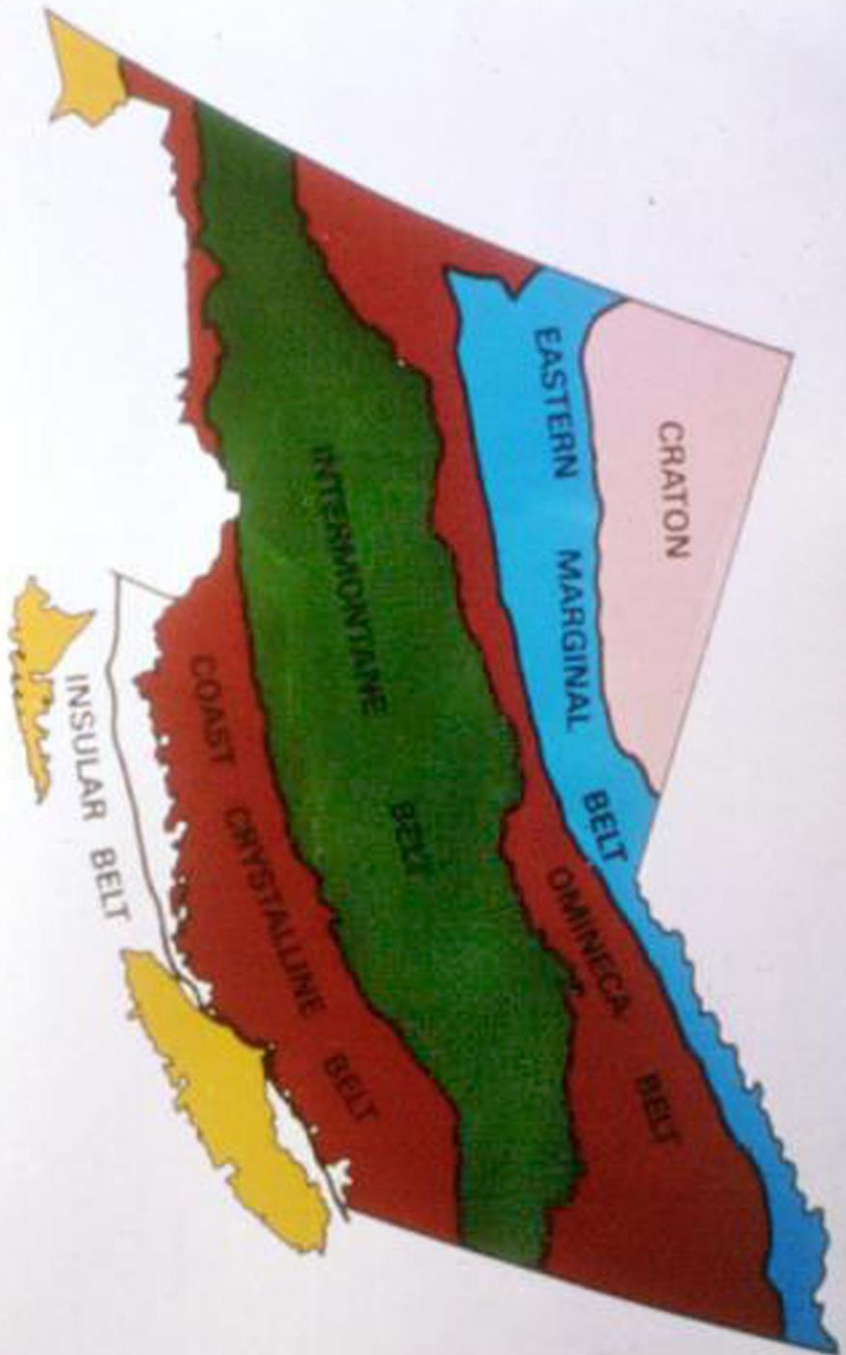 CRATON
EASTERN MARGINAL BELT
OMINECA BELT
INTERMONTANE BELT
COAST CRYSTALLINE BELT
INSULAR BELT